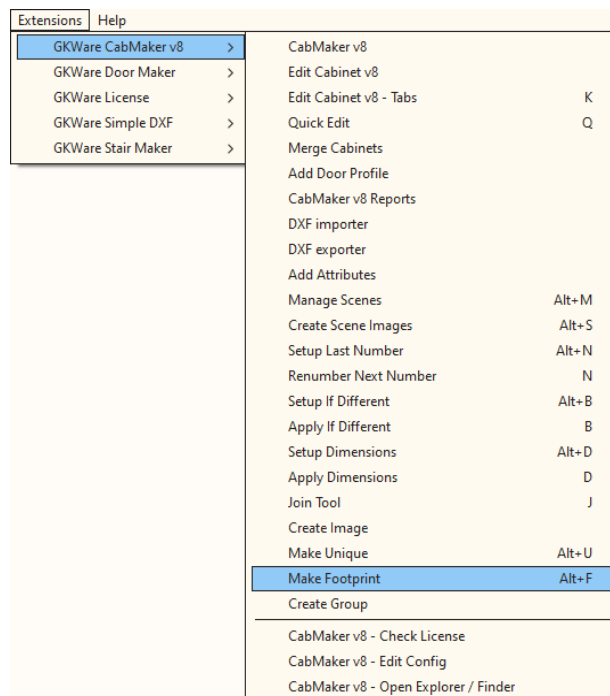 Extensions Help
GKWare CabMaker v8 >
GKWare Door Maker >
GKWare License >
GKWare Simple DXF >
GKWare Stair Maker >
CabMaker v8
Edit Cabinet v8
Edit Cabinet v8 - Tabs K
Quick Edit Q
Merge Cabinets
Add Door Profile
CabMaker v8 Reports
DXF importer
DXF exporter
Add Attributes
Manage Scenes Alt+M
Create Scene Images Alt+S
Setup Last Number Alt+N
Renumber Next Number N
Setup If Different Alt+B
Apply If Different B
Setup Dimensions Alt+D
Apply Dimensions D
Join Tool J
Create Image
Make Unique Alt+U
Make Footprint Alt+F
Create Group
CabMaker v8 - Check License
CabMaker v8 - Edit Config
CabMaker v8 - Open Explorer / Finder